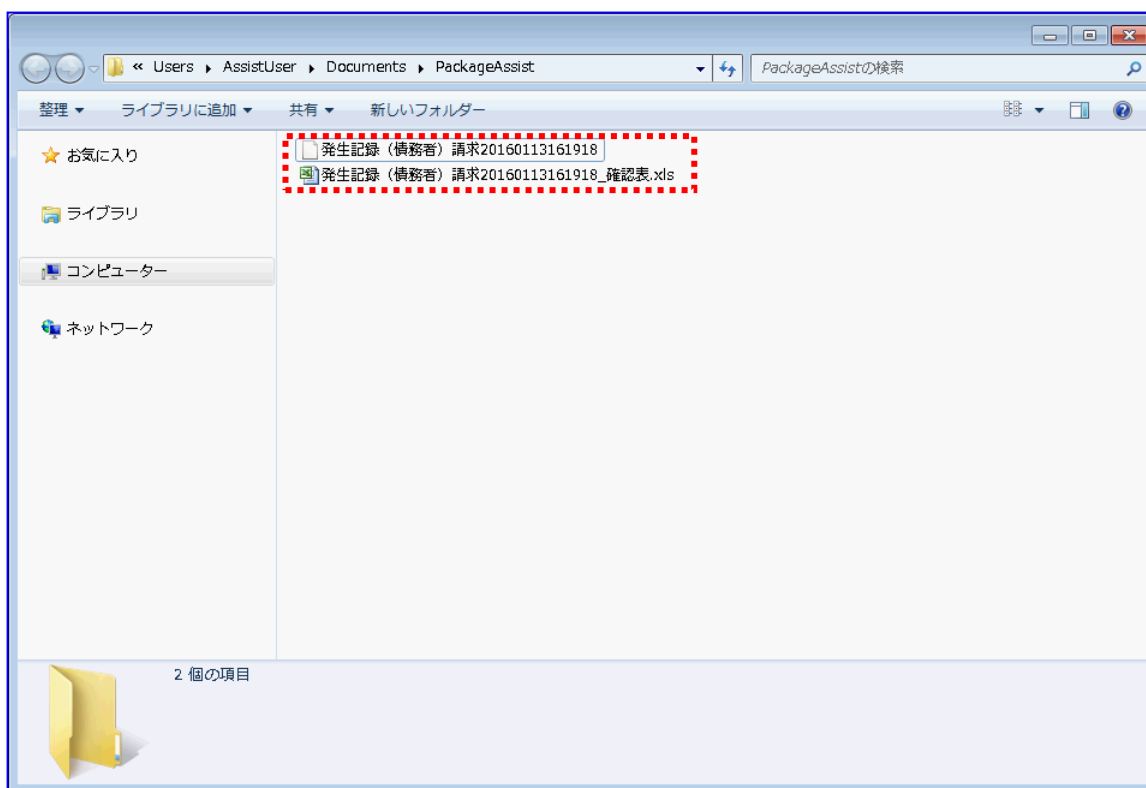 « Users ▸ AssistUser ▸ Documents ▸ PackageAssist
PackageAssistの検索
整理 ▼ ライブラリに追加 ▼ 共有 ▼ 新しいフォルダー
お気に入り
ライブラリ
コンピューター
ネットワーク
発生記録（債務者）請求20160113161918
発生記録（債務者）請求20160113161918_確認表.xls
2 個の項目